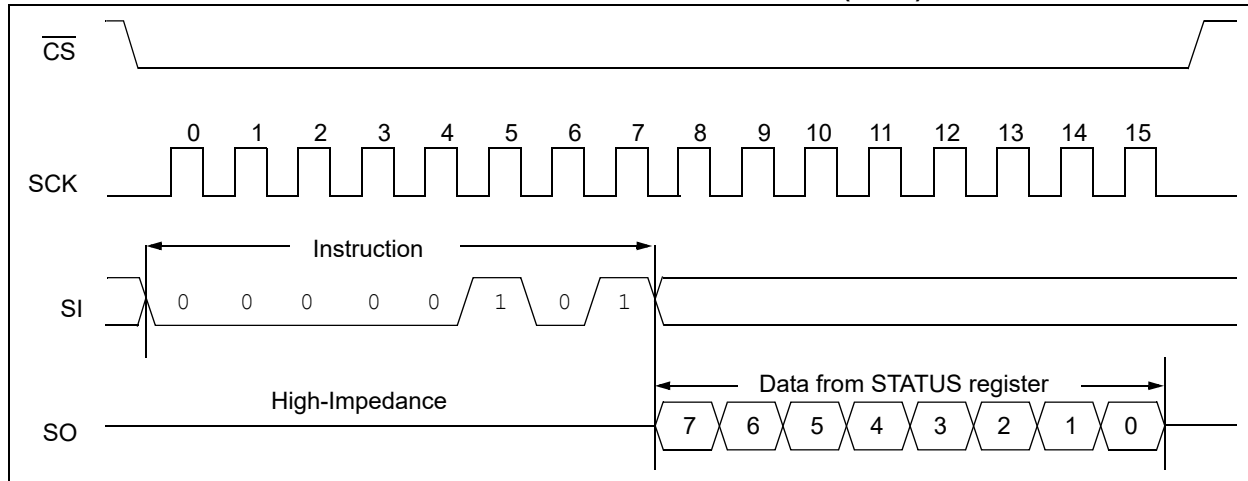 CS
0 1 2 3 4 5 6 7 8 9 10 11 12 13 14 15
SCK
Instruction
SI 0 0 0 0 0 1 0 1
Data from STATUS register
High-Impedance
SO 7 6 5 4 3 2 1 0